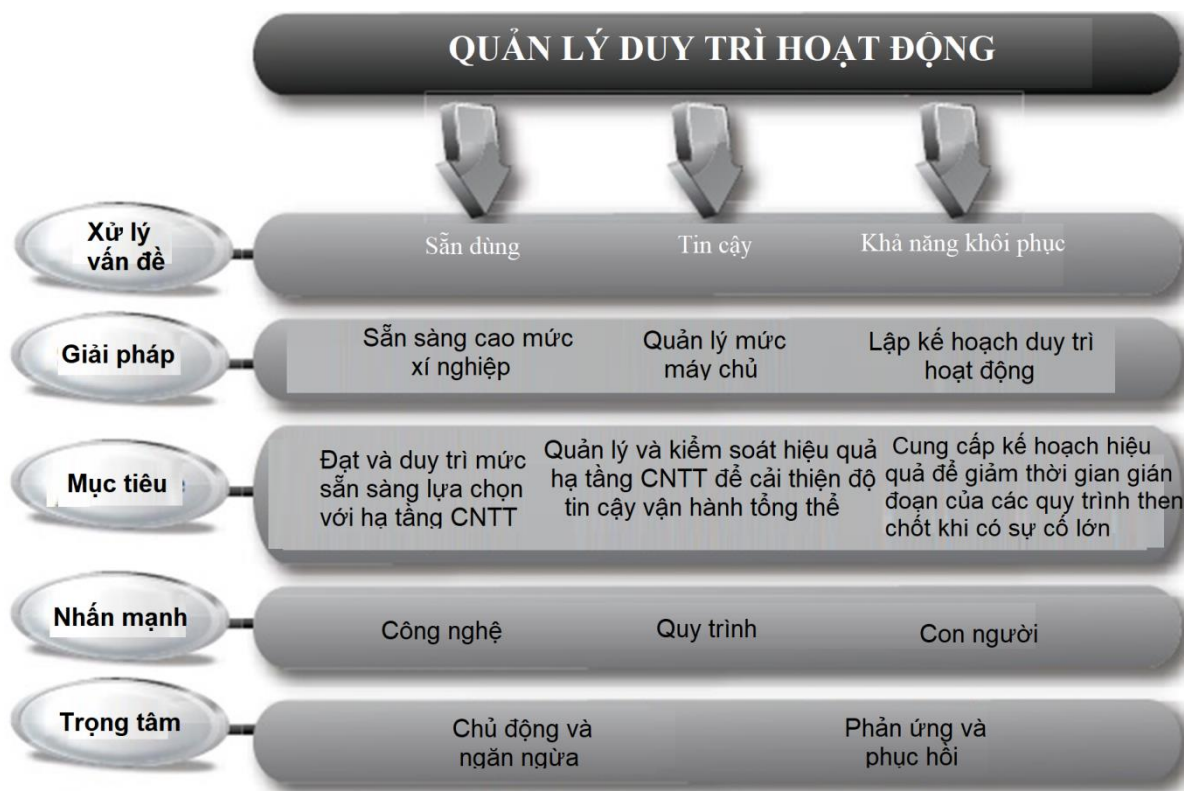 QUẢN LÝ DUY TRÌ HOẠT ĐỘNG
Xử lý
vấn đề
Sẵn dùng
Tin cậy
Khả năng khôi phục
Giải pháp
Sẵn sàng cao mức
xí nghiệp
Quản lý mức
máy chủ
Lập kế hoạch duy trì
hoạt động
Mục tiêu
Đạt và duy trì mức
sẵn sàng lựa chọn
với hạ tầng CNTT
Quản lý và kiểm soát hiệu quả
hạ tầng CNTT để cải thiện độ
tin cậy vận hành tổng thể
Cung cấp kế hoạch hiệu
quả để giảm thời gian gián
đoạn của các quy trình then
chốt khi có sự cố lớn
Nhấn mạnh
Công nghệ
Quy trình
Con người
Trọng tâm
Chủ động và
ngăn ngừa
Phản ứng và
phục hồi